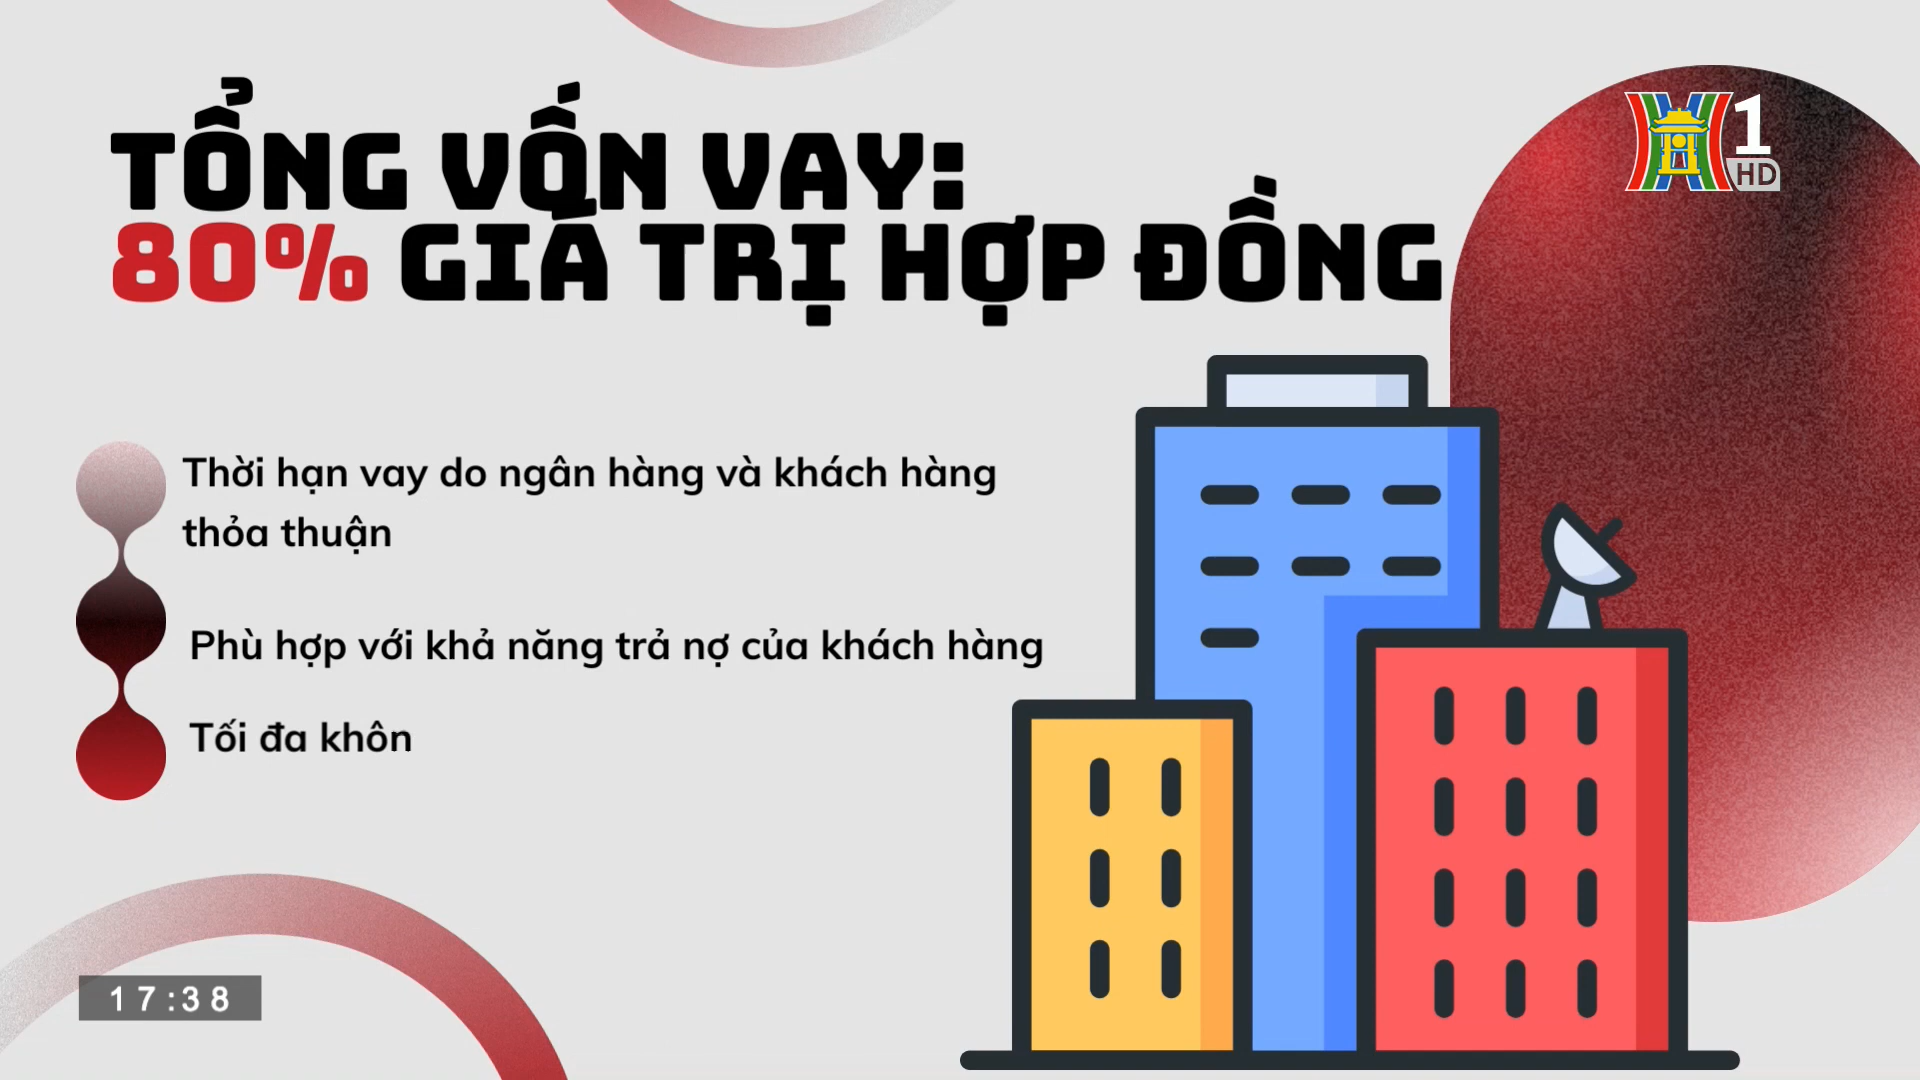 TỔNG VỐN VAY:
80% GIÁ TRỊ HỢP ĐỒNG
1
HD
Thời hạn vay do ngân hàng và khách hàng
thỏa thuận
Phù hợp với khả năng trả nợ của khách hàng
Tối đa khôn
17:38